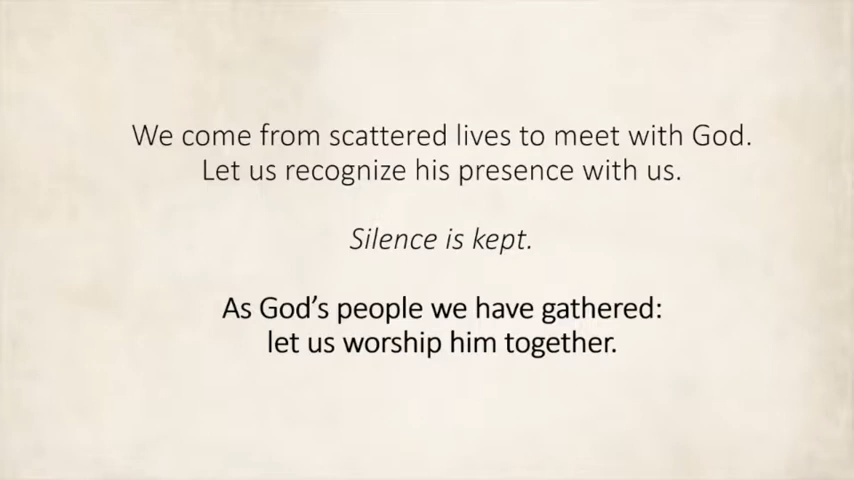 We come from scattered lives to meet with God.
Let us recognize his presence with us.
Silence is kept.
As God’s people we have gathered:
let us worship him together.